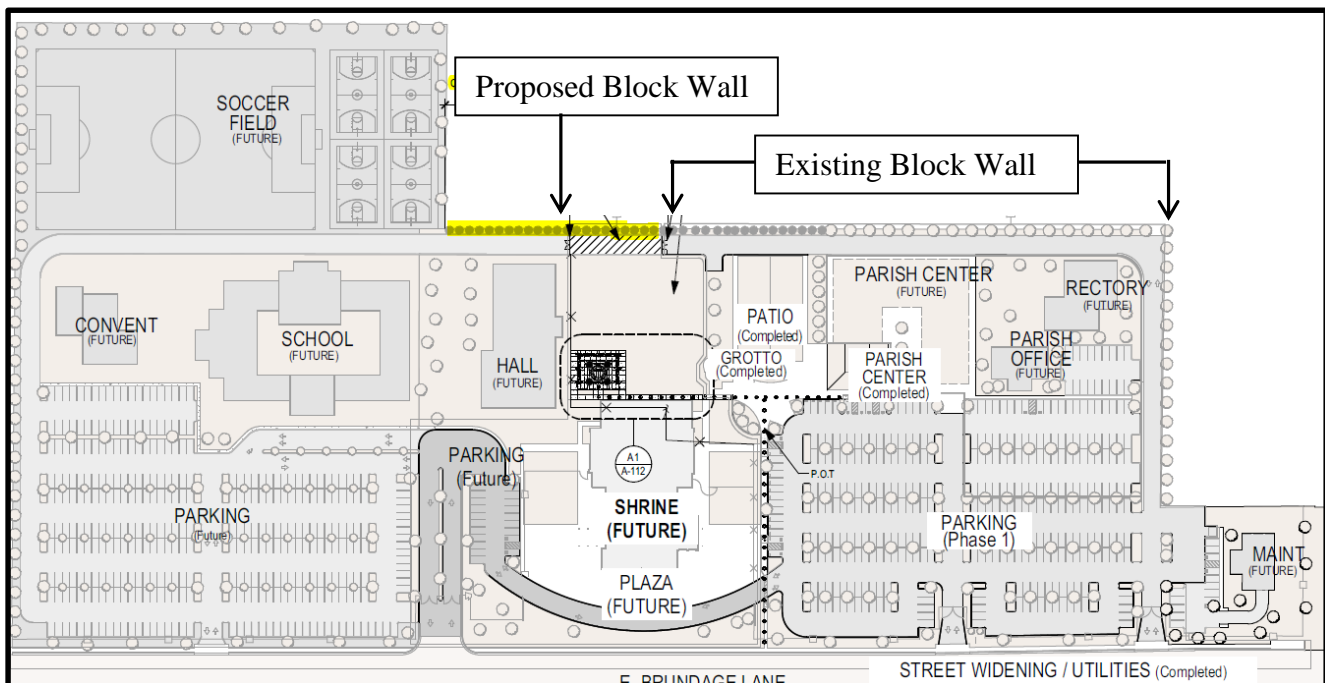 Proposed Block Wall
Existing Block Wall
SOCCER
FIELD
(FUTURE)
CONVENT
(FUTURE)
SCHOOL
(FUTURE)
HALL
(FUTURE)
PATIO
(Completed)
GROTTO
(Completed)
PARISH CENTER
(FUTURE)
RECTORY
(FUTURE)
PARISH
OFFICE
(FUTURE)
PARISH
CENTER
(Completed)
A1
A-112
P.O.T
PARKING
(Future)
PARKING
(Future)
SHRINE
(FUTURE)
PLAZA
(FUTURE)
PARKING
(Phase 1)
MAINT
(FUTURE)
STREET WIDENING / UTILITIES (Completed)
E. BRUNDAGE LANE